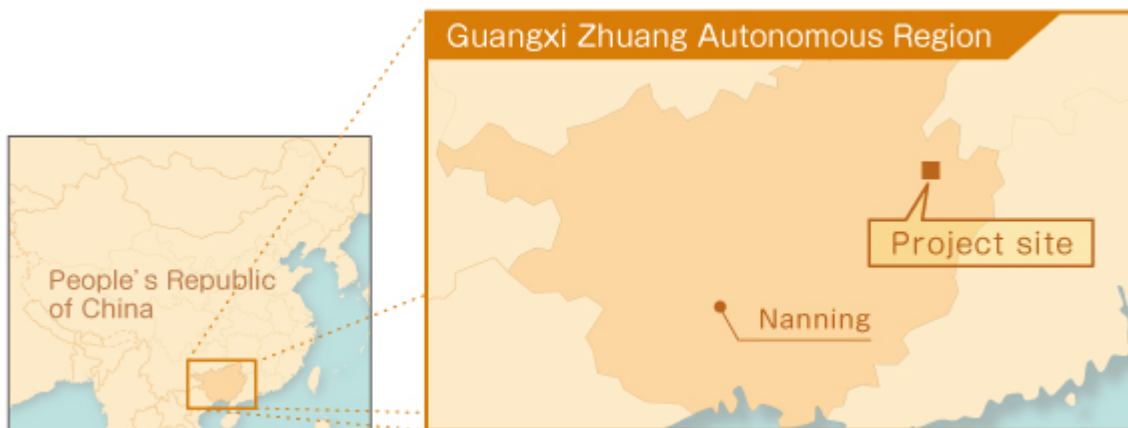 Guangxi Zhuang Autonomous Region
Project site
People's Republic
of China
Nanning